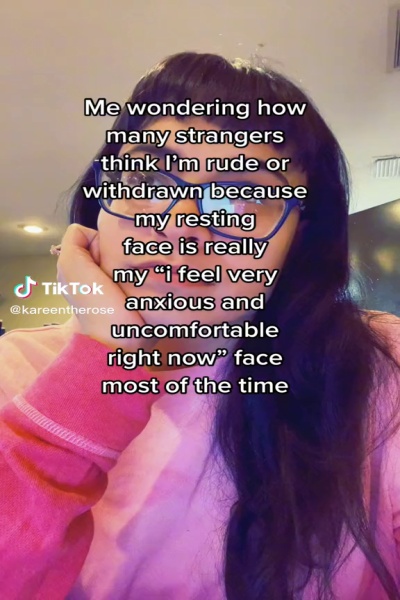 Me wondering how
many strangers
think I’m rude or
withdrawn because
my resting
face is really
my “i feel very
anxious and
uncomfortable
right now” face
most of the time
TikTok
@kareentherose